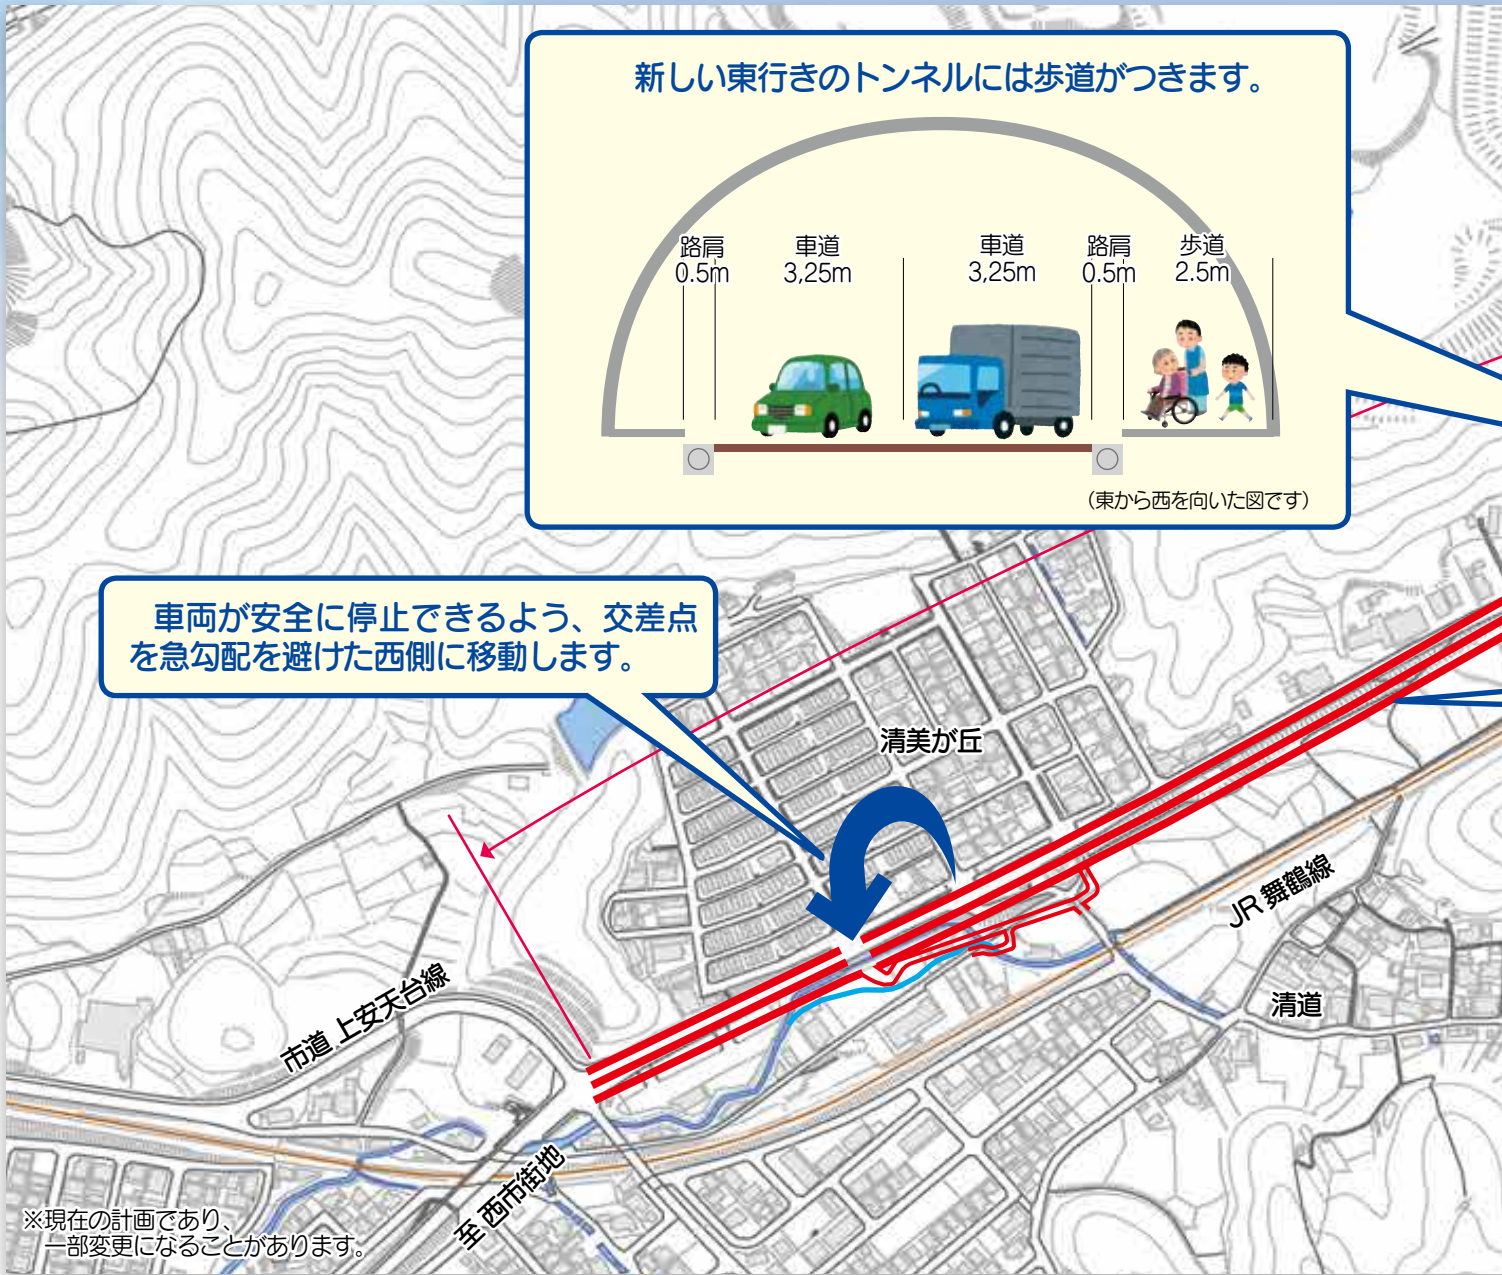 新しい東行きのトンネルには歩道がつきます。
路肩
0.5m
車道
3,25m
車道
3,25m
路肩
0.5m
歩道
2.5m
(東から西を向いた図です)
車両が安全に停止できるよう、交差点
を急勾配を避けた西側に移動します。
清美が丘
JR 舞鶴線
清道
市道 上安天台線
至 西市街地
※現在の計画であり、
一部変更になることがあります。